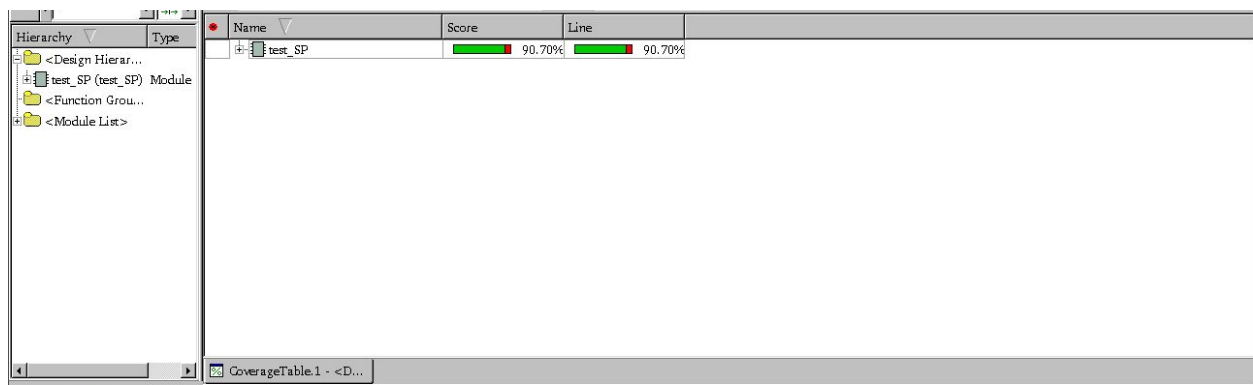 Hierarchy Type
<Design Hierar...
test_SP (test_SP) Module
<Function Grou...
<Module List>
Name Score Line
test_SP 90.70% 90.70%
CoverageTable.1 - <D...